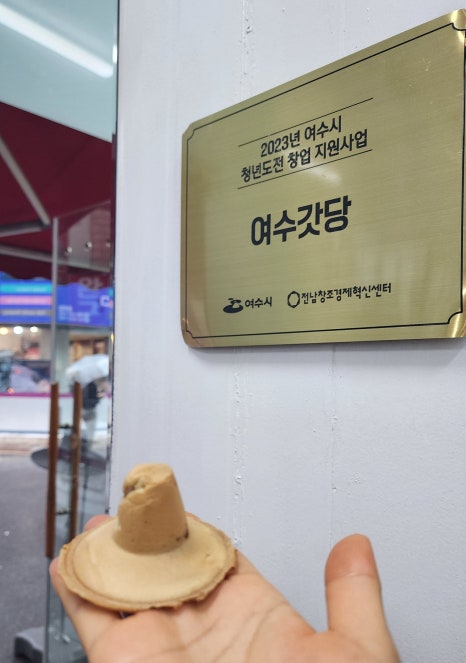 2023년 여수시
청년도전 창업 지원사업
여수갓당
여수시 전남창조경제혁신센터